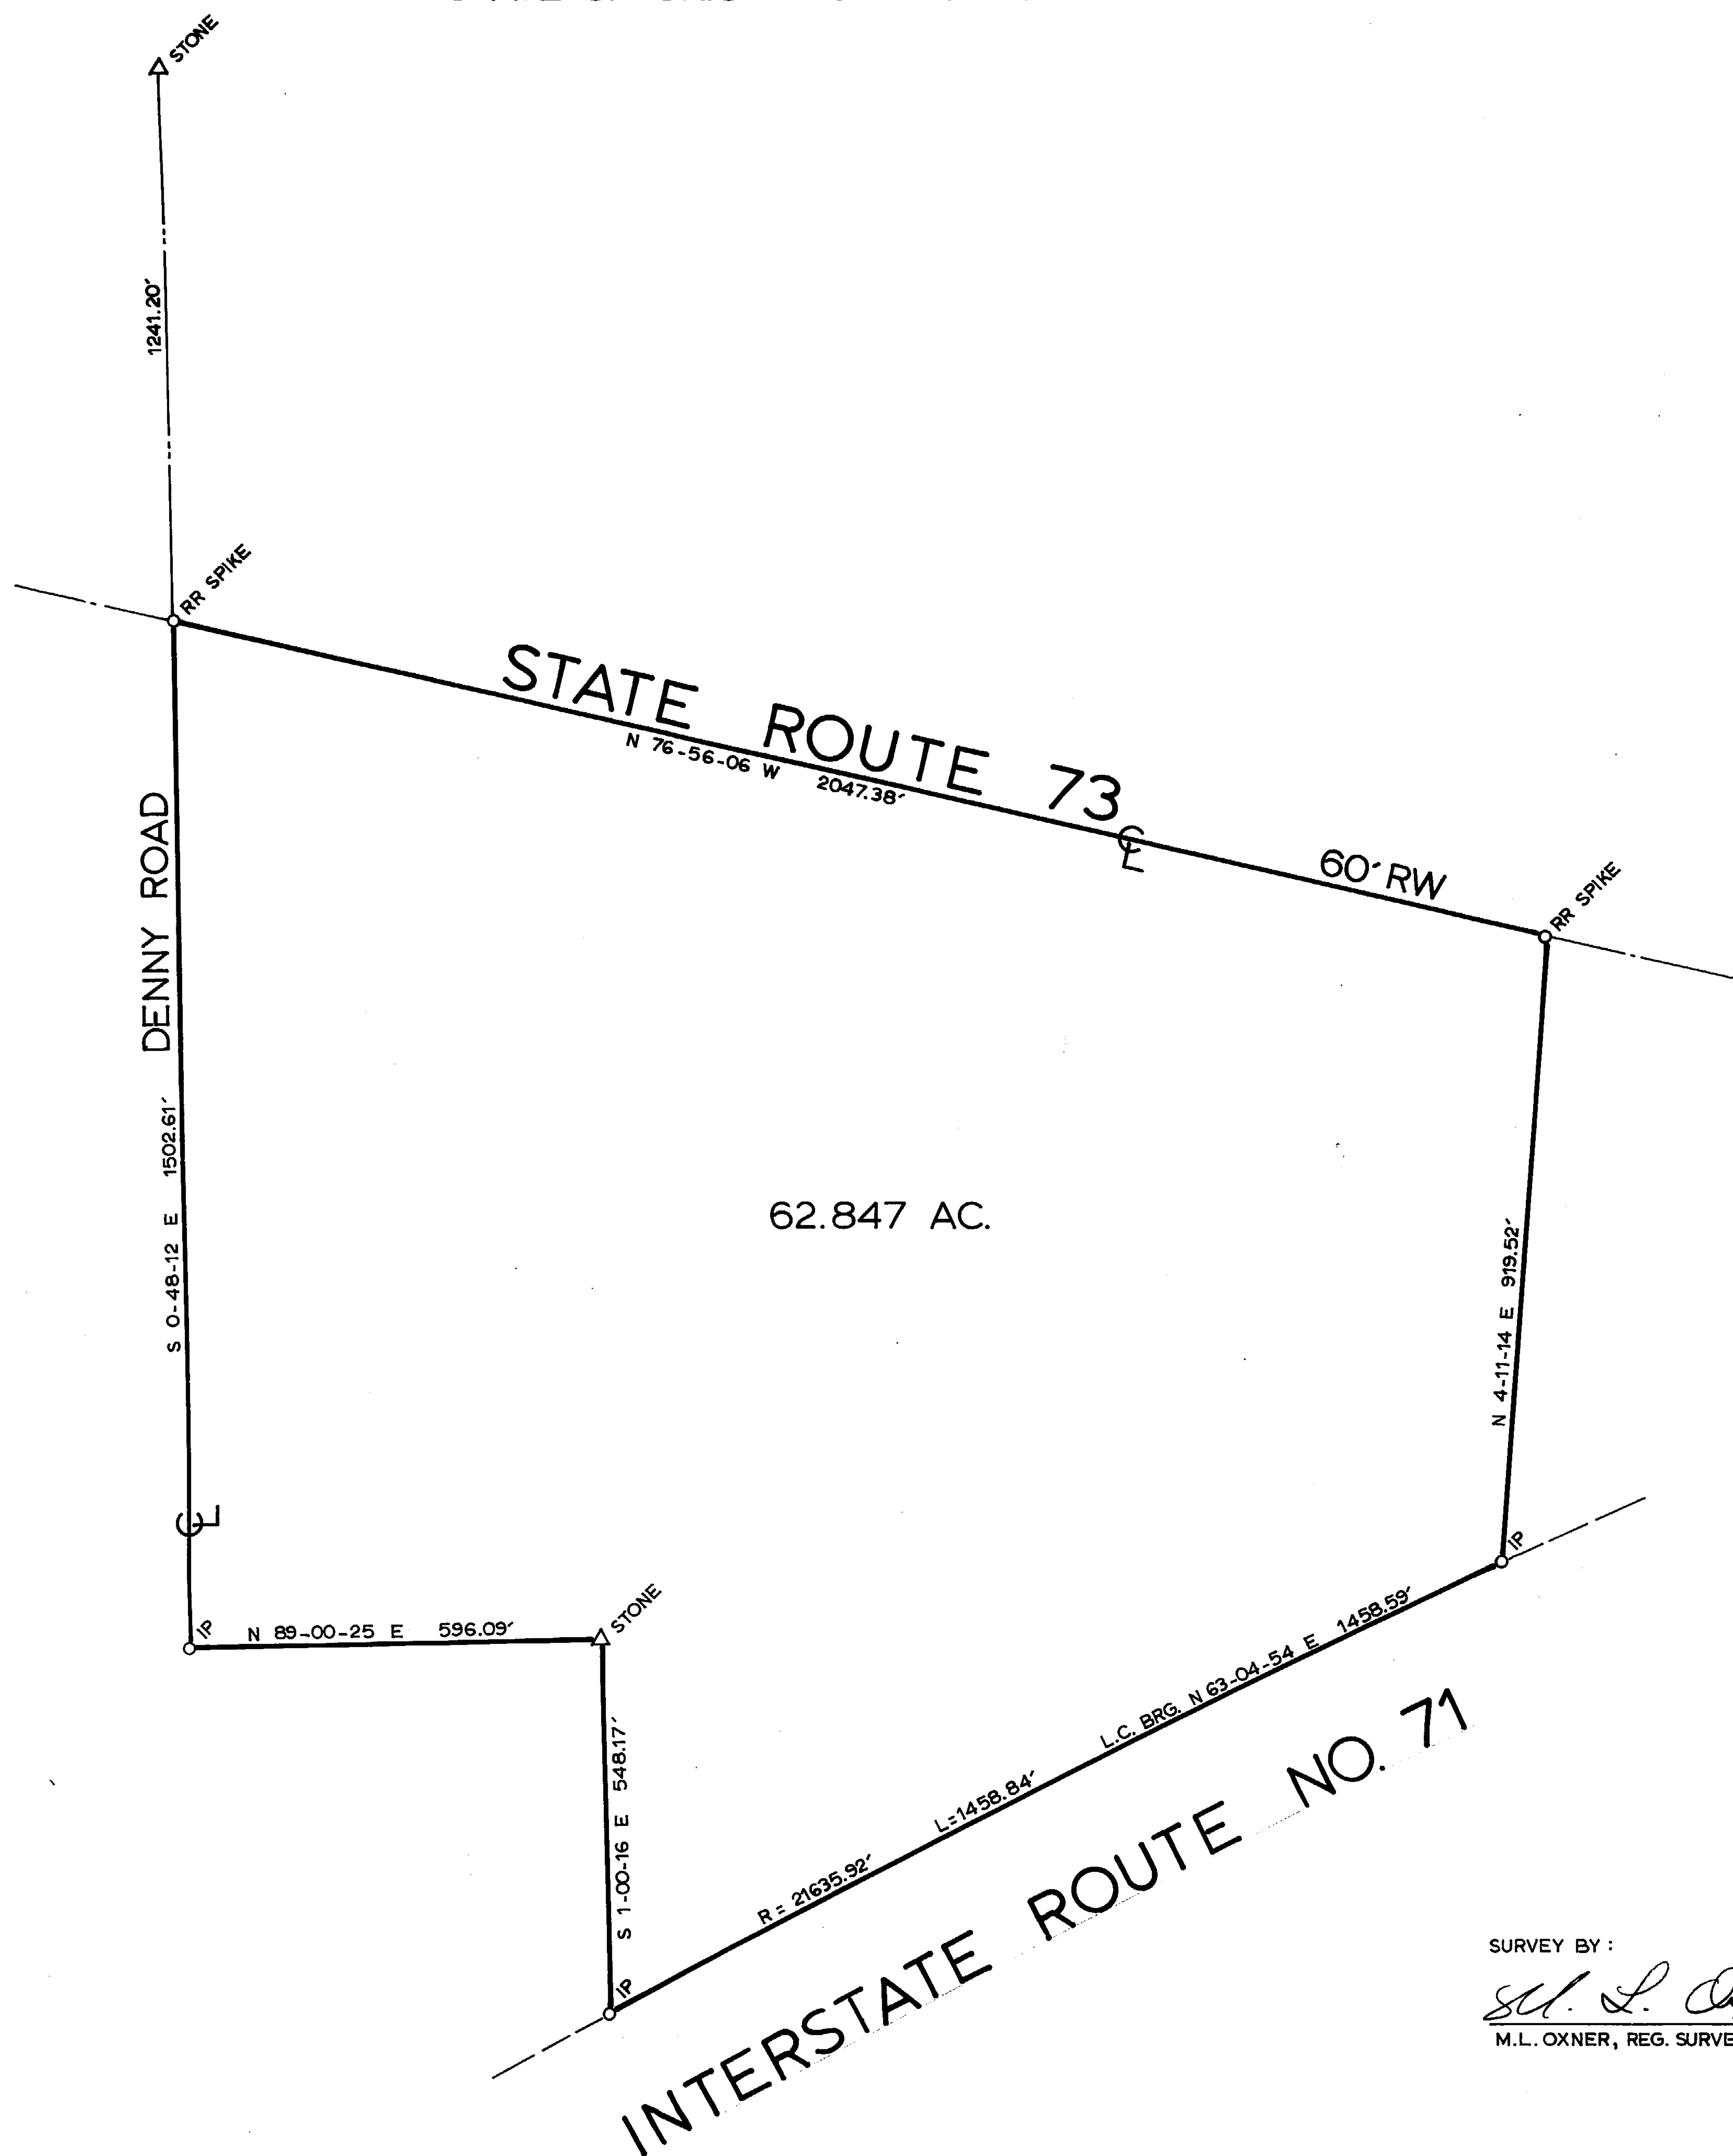 STONE
1241.20'
RR SPIKE
STATE ROUTE 73
N 76-56-06 W 2047.38'
CL
60' RW
RR SPIKE
DENNY ROAD
S 0-48-12 E 1502.61'
62.847 AC.
N 4-11-14 E 919.52'
CL
IP
IP
N 89-00-25 E 596.09'
STONE
S 1-00-16 E 548.17'
IP
R = 21635.92' L=1458.84' L.C. BRG. N 63-04-54 E 1458.59'
INTERSTATE ROUTE NO. 71
SURVEY BY :
M.L. OXNER, REG. SURVE